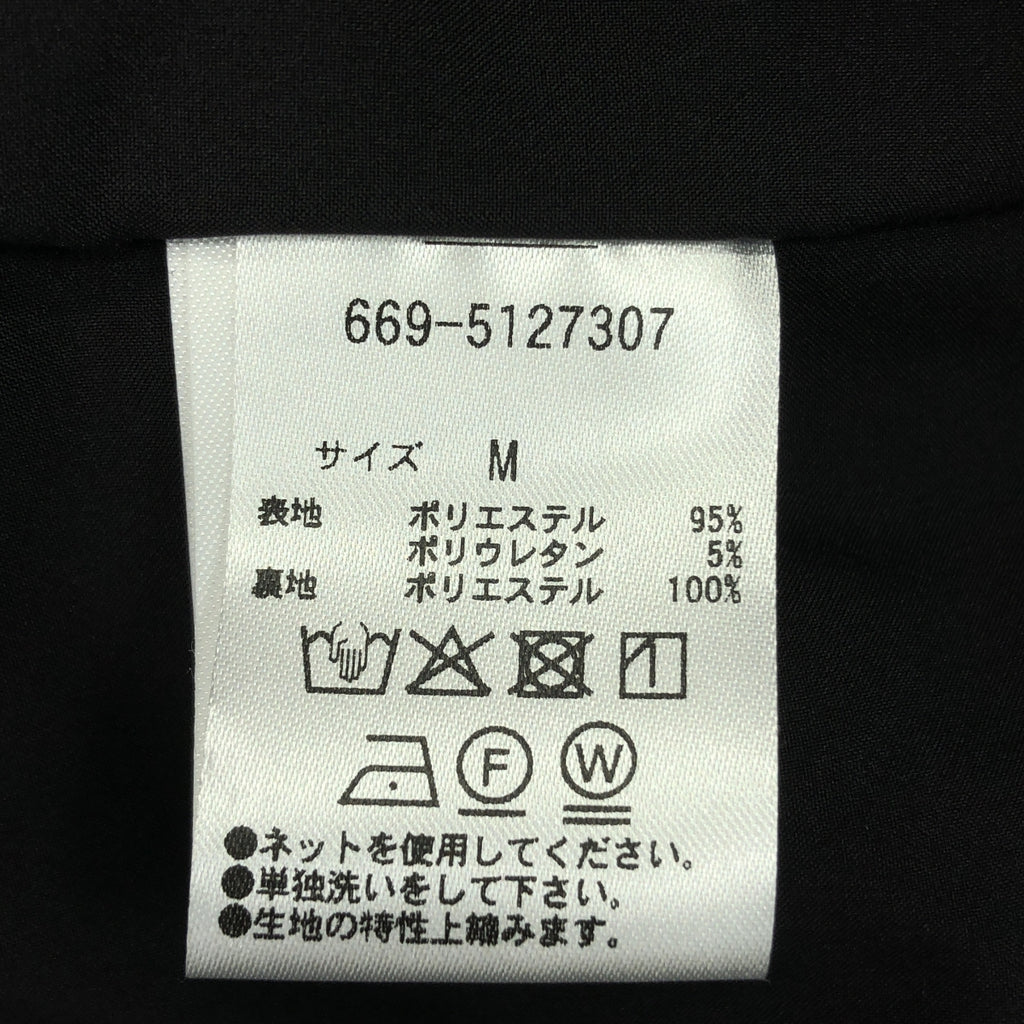 669-5127307
サイズ M
表地 ポリエステル 95%
ポリウレタン 5%
裏地 ポリエステル 100%
F W
●ネットを使用してください。
●単独洗いをして下さい。
●生地の特性上縮みます。